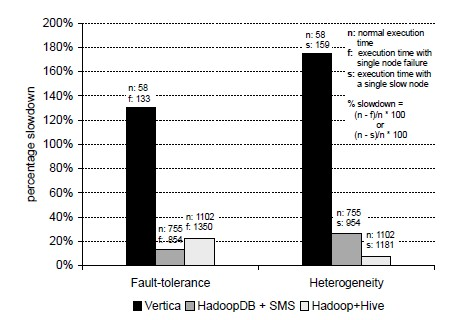 200%
180%
160%
140%
120%
100%
80%
60%
40%
20%
0%
percentage slowdown
n: 58
f: 133
n: 755
f: 854
n: 1102
f: 1350
n: 58
s: 159
n: 755
s: 954
n: 1102
s: 1181
n: normal execution
time
f: execution time with
single node failure
s: execution time with
a single slow node
% slowdown =
(n - f)/n * 100
or
(n - s)/n * 100
Fault-tolerance
Heterogeneity
Vertica HadoopDB + SMS Hadoop+Hive